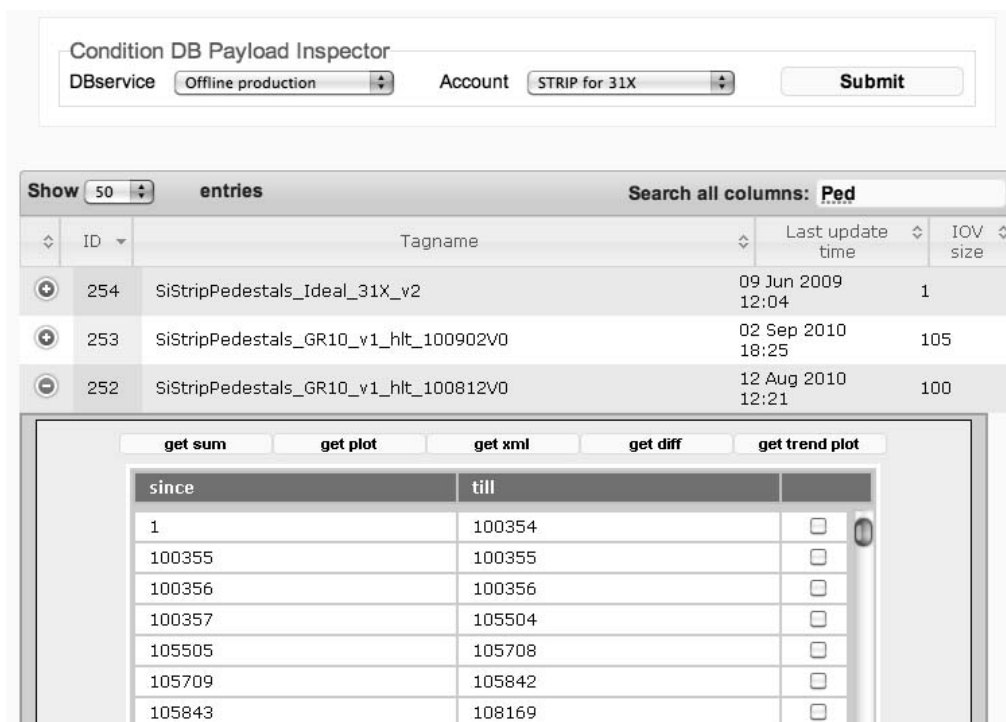 Condition DB Payload Inspector
DBservice Offline production Account STRIP for 31X Submit
Show 50 entries Search all columns: Ped
ID Tagname Last update time IOV size
254 SiStripPedestals_Ideal_31X_v2 09 Jun 2009 12:04 1
253 SiStripPedestals_GR10_v1_hlt_100902V0 02 Sep 2010 18:25 105
252 SiStripPedestals_GR10_v1_hlt_100812V0 12 Aug 2010 12:21 100
get sum get plot get xml get diff get trend plot
since till
1 100354
100355 100355
100356 100356
100357 105504
105505 105708
105709 105842
105843 108169